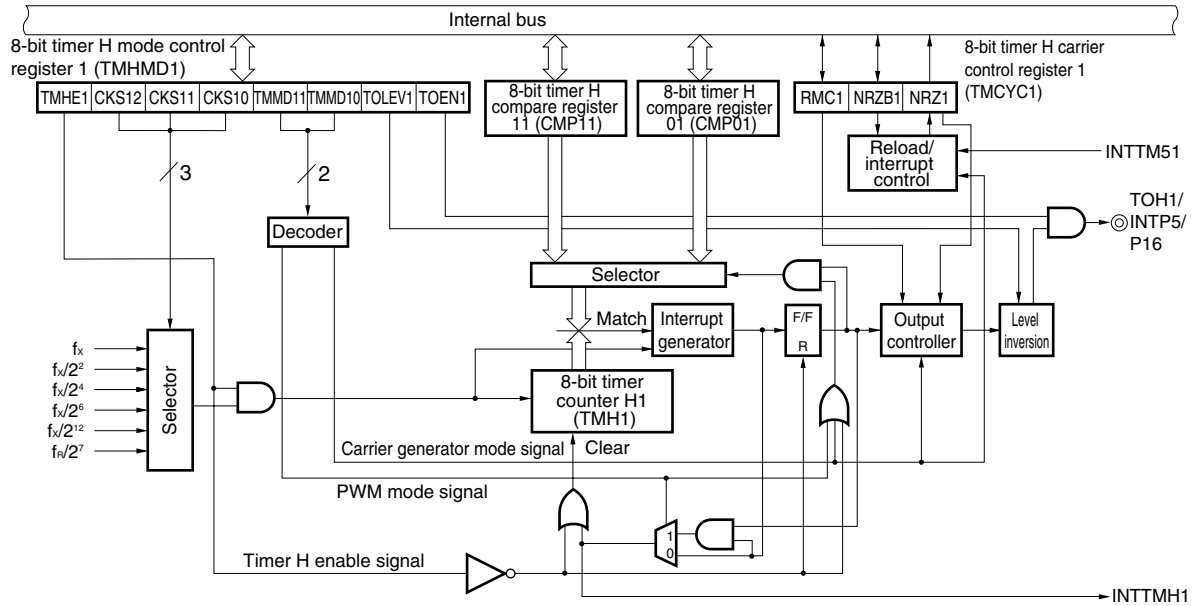 Internal bus
8-bit timer H mode control
register 1 (TMHMD1)
8-bit timer H carrier
control register 1
(TMCYC1)
TMHE1 CKS12 CKS11 CKS10 TMMD11 TMMD10 TOLEV1 TOEN1
8-bit timer H
compare register
11 (CMP11)
8-bit timer H
compare register
01 (CMP01)
RMC1 NRZB1 NRZ1
Reload/
interrupt
control
INTTM51
3
2
TOH1/
INTP5/
P16
Decoder
Selector
Match
Interrupt
generator
F/F
R
Output
controller
Level
inversion
fX
fX/2²
fX/2⁴
fX/2⁶
fX/2¹²
fR/2⁷
Selector
8-bit timer
counter H1
(TMH1)
Carrier generator mode signal
Clear
PWM mode signal
1
0
Timer H enable signal
INTTMH1